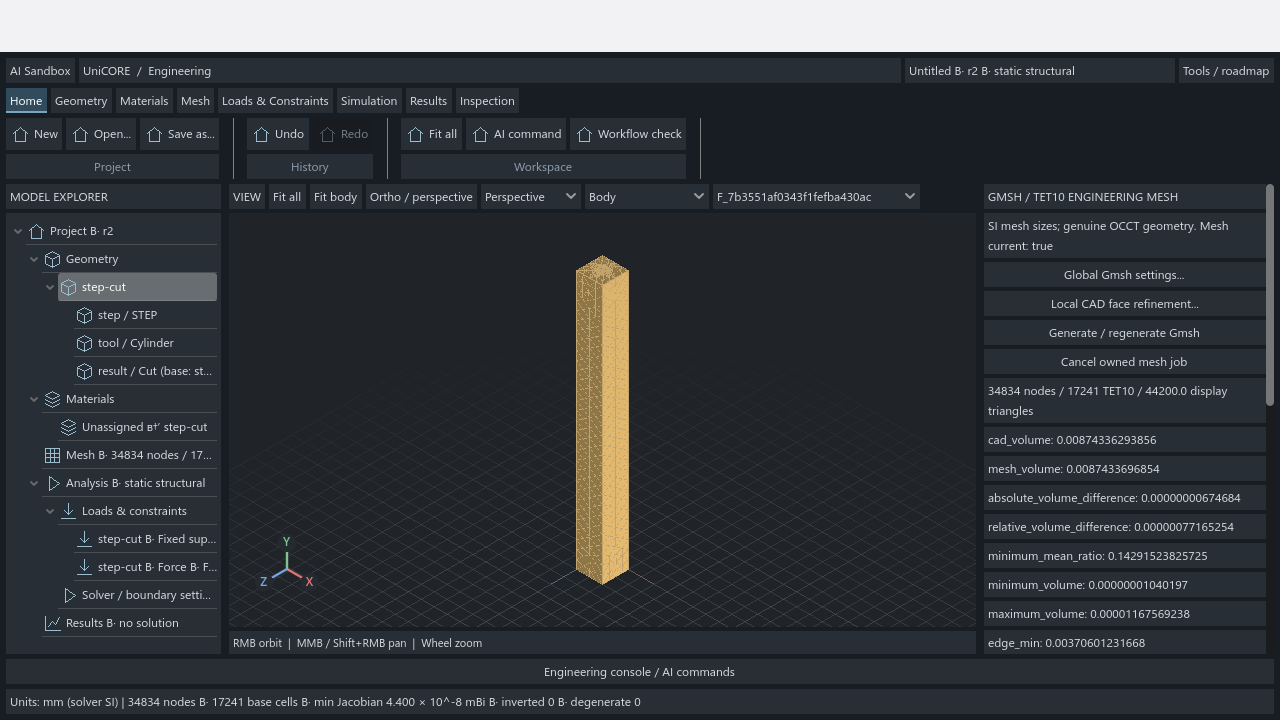 AI Sandbox
UniCORE / Engineering
Untitled В· r2 В· static structural
Tools / roadmap
Home
Geometry
Materials
Mesh
Loads & Constraints
Simulation
Results
Inspection
New
Open...
Save as...
Undo
Redo
Fit all
AI command
Workflow check
Project
History
Workspace
MODEL EXPLORER
VIEW
Fit all
Fit body
Ortho / perspective
Perspective
Body
F_7b3551af0343f1fefba430ac
GMSH / TET10 ENGINEERING MESH
Project В· r2
Geometry
step-cut
step / STEP
tool / Cylinder
result / Cut (base: st...
Materials
Unassigned в†’ step-cut
Mesh В· 34834 nodes / 17...
Analysis В· static structural
Loads & constraints
step-cut В· Fixed sup...
step-cut В· Force В· F...
Solver / boundary setti...
Results В· no solution
Y
Z
X
RMB orbit | MMB / Shift+RMB pan | Wheel zoom
SI mesh sizes; genuine OCCT geometry. Mesh
current: true
Global Gmsh settings...
Local CAD face refinement...
Generate / regenerate Gmsh
Cancel owned mesh job
34834 nodes / 17241 TET10 / 44200.0 display
triangles
cad_volume: 0.00874336293856
mesh_volume: 0.0087433696854
absolute_volume_difference: 0.00000000674684
relative_volume_difference: 0.00000077165254
minimum_mean_ratio: 0.14291523825725
minimum_volume: 0.00000001040197
maximum_volume: 0.00001167569238
edge_min: 0.00370601231668
Engineering console / AI commands
Units: mm (solver SI) | 34834 nodes В· 17241 base cells В· min Jacobian 4.400 × 10^-8 mВі В· inverted 0 В· degenerate 0